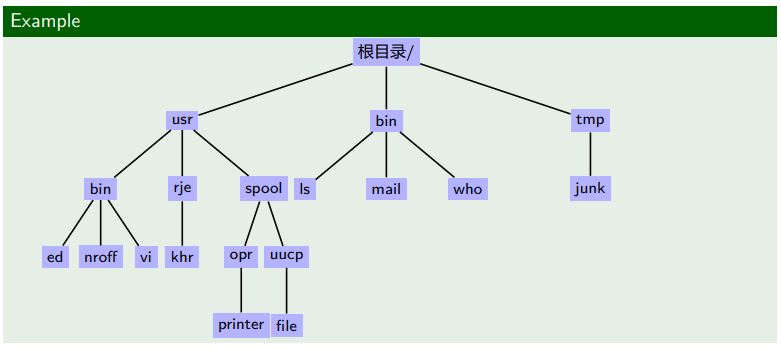 Example
根目录/
usr bin tmp
bin rje spool ls mail who junk
ed nroff vi khr opr uucp
printer file